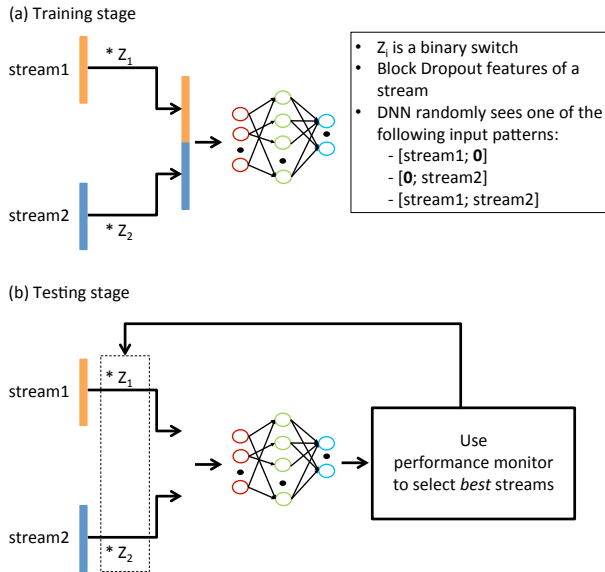 (a) Training stage
stream1
* Z1
stream2
* Z2
• Zi is a binary switch
• Block Dropout features of a
stream
• DNN randomly sees one of the
following input patterns:
- [stream1; 0]
- [0; stream2]
- [stream1; stream2]
(b) Testing stage
stream1
* Z1
stream2
* Z2
Use
performance monitor
to select best streams